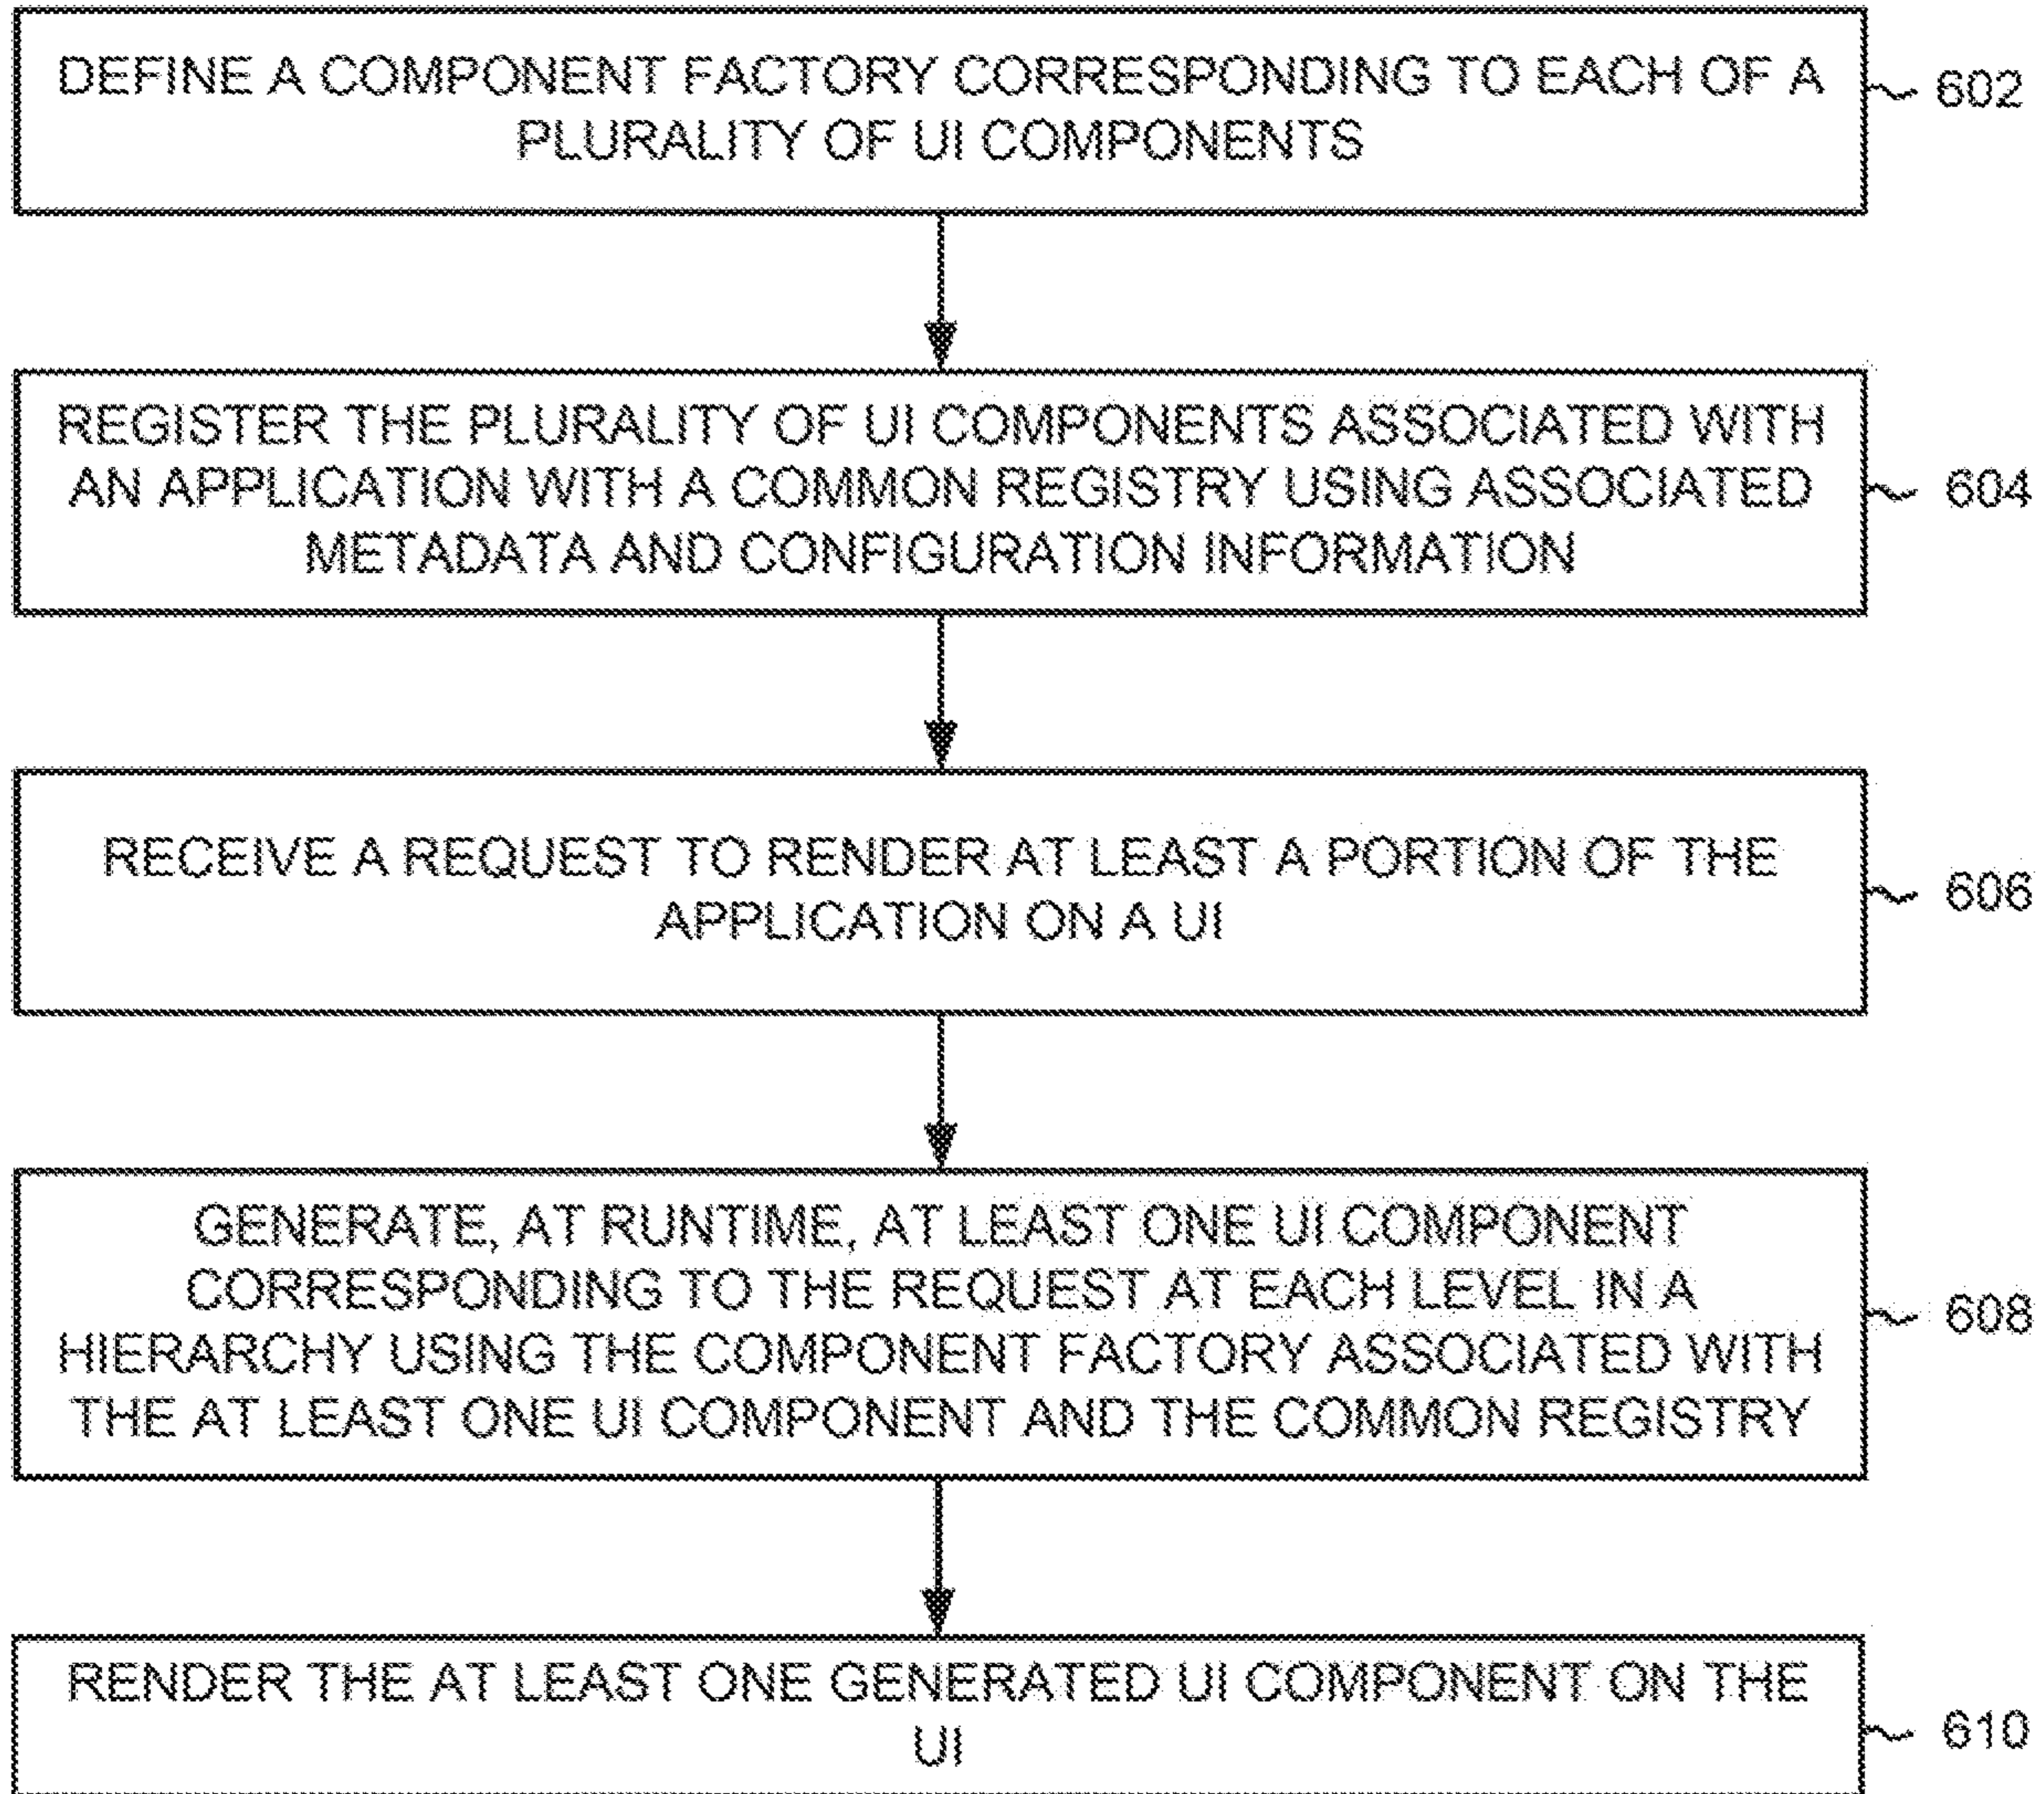 DEFINE A COMPONENT FACTORY CORRESPONDING TO EACH OF A
PLURALITY OF UI COMPONENTS
602
REGISTER THE PLURALITY OF UI COMPONENTS ASSOCIATED WITH
AN APPLICATION WITH A COMMON REGISTRY USING ASSOCIATED
METADATA AND CONFIGURATION INFORMATION
604
RECEIVE A REQUEST TO RENDER AT LEAST A PORTION OF THE
APPLICATION ON A UI
606
GENERATE, AT RUNTIME, AT LEAST ONE UI COMPONENT
CORRESPONDING TO THE REQUEST AT EACH LEVEL IN A
HIERARCHY USING THE COMPONENT FACTORY ASSOCIATED WITH
THE AT LEAST ONE UI COMPONENT AND THE COMMON REGISTRY
608
RENDER THE AT LEAST ONE GENERATED UI COMPONENT ON THE
UI
610